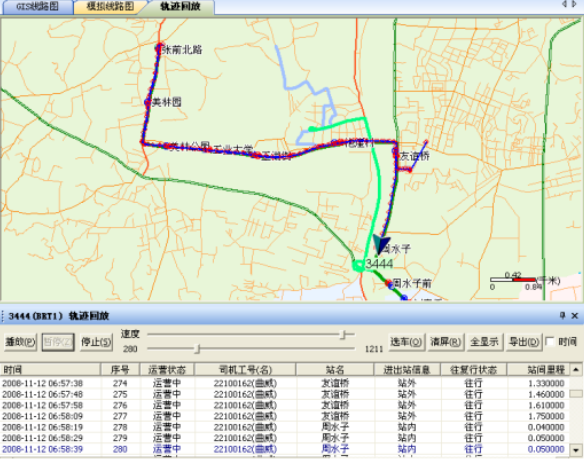 GIS线路图 模拟线路图 轨迹回放
张前北路
美林园
美林公园
工业大学
友谊桥
周水子
3444
周水子前
0 0.42 0.84 (千米)
3444(BRT1) 轨迹回放
播放(P) 暂停(Z) 停止(S) 速度 280 1211 选车(O) 清屏(R) 全显示 导出(D) 时间
时间 序号 运营状态 司机工号(名) 站名 进出站信息 往复行状态 站间里程
2008-11-12 06:57:38 274 运营中 22100162(曲威) 友谊桥 站外 往行 1.330000
2008-11-12 06:57:48 275 运营中 22100162(曲威) 友谊桥 站外 往行 1.460000
2008-11-12 06:57:58 276 运营中 22100162(曲威) 友谊桥 站外 往行 1.610000
2008-11-12 06:58:09 277 运营中 22100162(曲威) 友谊桥 站外 往行 1.750000
2008-11-12 06:58:19 278 运营中 22100162(曲威) 周水子 站内 往行 0.040000
2008-11-12 06:58:29 279 运营中 22100162(曲威) 周水子 站内 往行 0.050000
2008-11-12 06:58:39 280 运营中 22100162(曲威) 周水子 站内 往行 0.050000